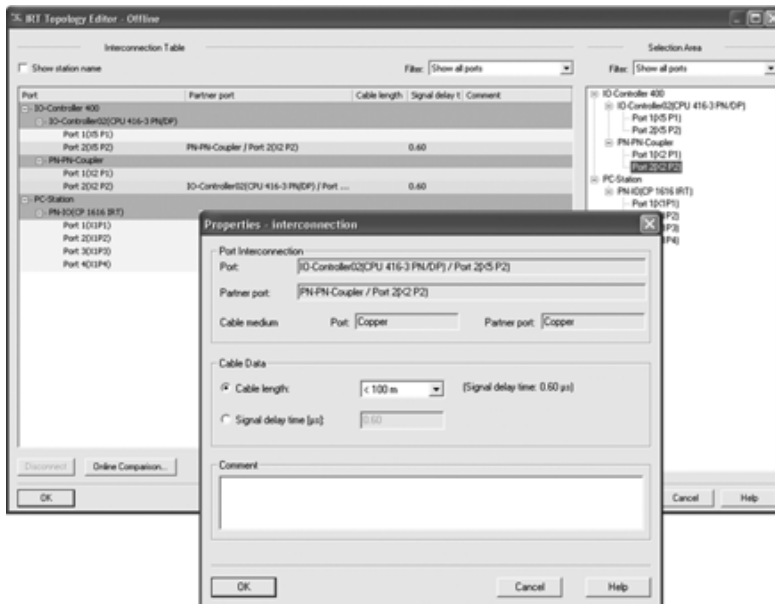 IRT Topology Editor - Offline
Interconnection Table
Selection Area
Show station name
Filter: Show all ports
Filter: Show all ports
Port Partner port Cable length Signal delay t Comment
IO-Controller 400
IO-Controller02(CPU 416-3 PN/DP)
Port 1(X5 P1)
Port 2(X5 P2) PN-PN-Coupler / Port 2(X2 P2) 0.60
PN-PN-Coupler
Port 1(X2 P1)
Port 2(X2 P2) IO-Controller02(CPU 416-3 PN/DP) / Port ... 0.60
PC-Station
PN-IO(CP 1616 IRT)
Port 1(X1P1)
Port 2(X1P2)
Port 3(X1P3)
Port 4(X1P4)
IO-Controller 400
IO-Controller02(CPU 416-3 PN/DP)
Port 1(X5 P1)
Port 2(X5 P2)
PN-PN-Coupler
Port 1(X2 P1)
Port 2(X2 P2)
PC-Station
PN-IO(CP 1616 IRT)
Port 1(X1P1)
P2)
P3)
P4)
Disconnect Online Comparison...
OK
Cancel Help
Properties - interconnection
Port Interconnection
Port: IO-Controller02(CPU 416-3 PN/DP) / Port 2(X5 P2)
Partner port: PN-PN-Coupler / Port 2(X2 P2)
Cable medium Port: Copper Partner port: Copper
Cable Data
Cable length: < 100 m (Signal delay time: 0.60 µs)
Signal delay time [µs]: 0.60
Comment
OK Cancel Help